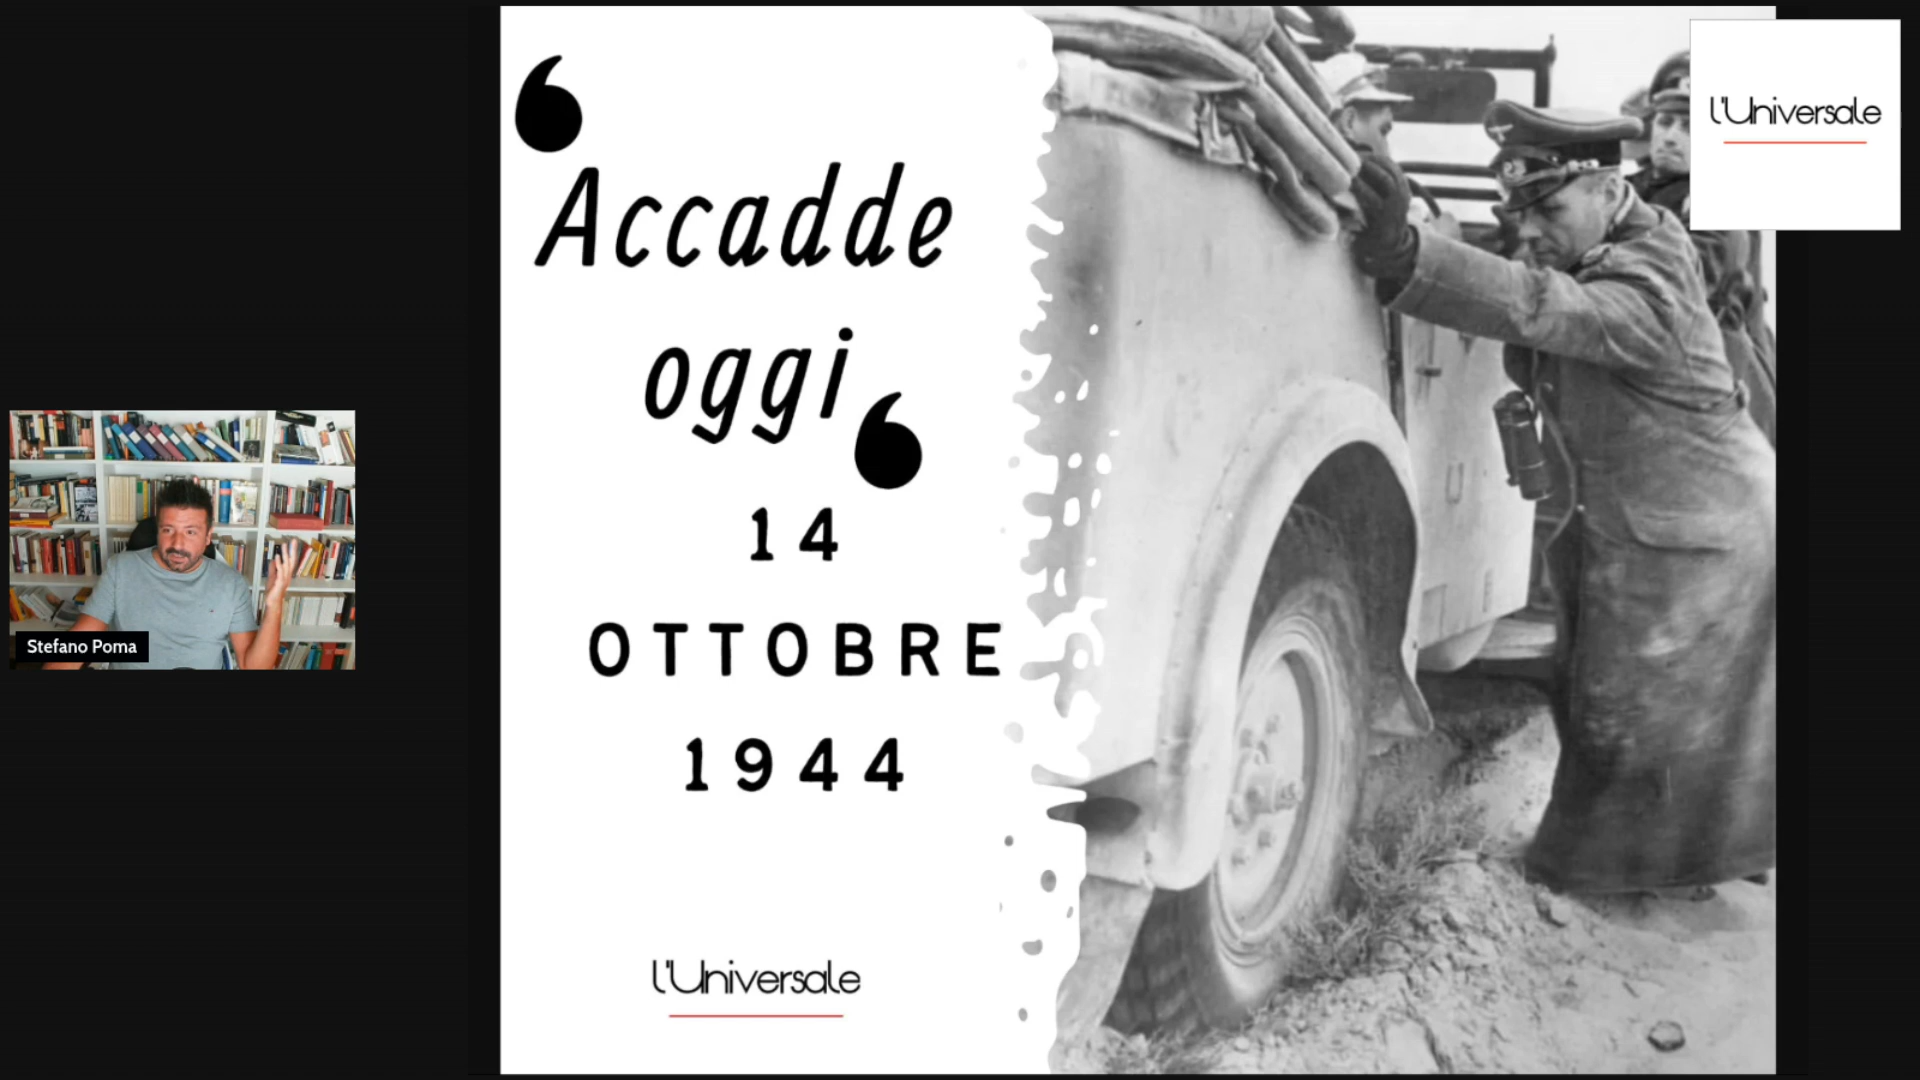 Accadde
oggi
14
OTTOBRE
1944
l'Universale
l'Universale
Stefano Poma